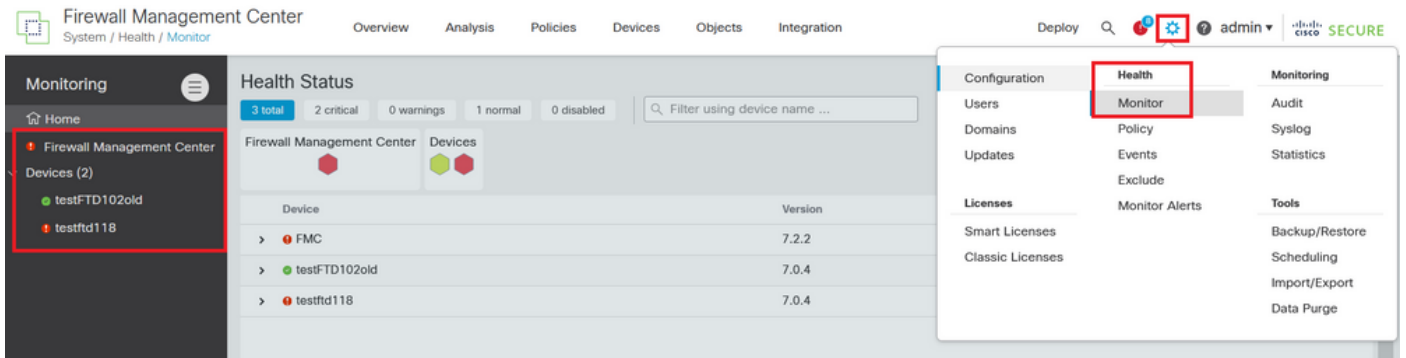 Firewall Management Center
System / Health / Monitor
Overview Analysis Policies Devices Objects Integration
Deploy admin cisco SECURE
Monitoring
Home
Firewall Management Center
Devices (2)
testFTD102old
testftd118
Health Status
3 total 2 critical 0 warnings 1 normal 0 disabled Filter using device name ...
Firewall Management Center Devices
Device Version
FMC 7.2.2
testFTD102old 7.0.4
testftd118 7.0.4
Configuration
Users
Domains
Updates
Licenses
Smart Licenses
Classic Licenses
Health
Monitor
Policy
Events
Exclude
Monitor Alerts
Monitoring
Audit
Syslog
Statistics
Tools
Backup/Restore
Scheduling
Import/Export
Data Purge